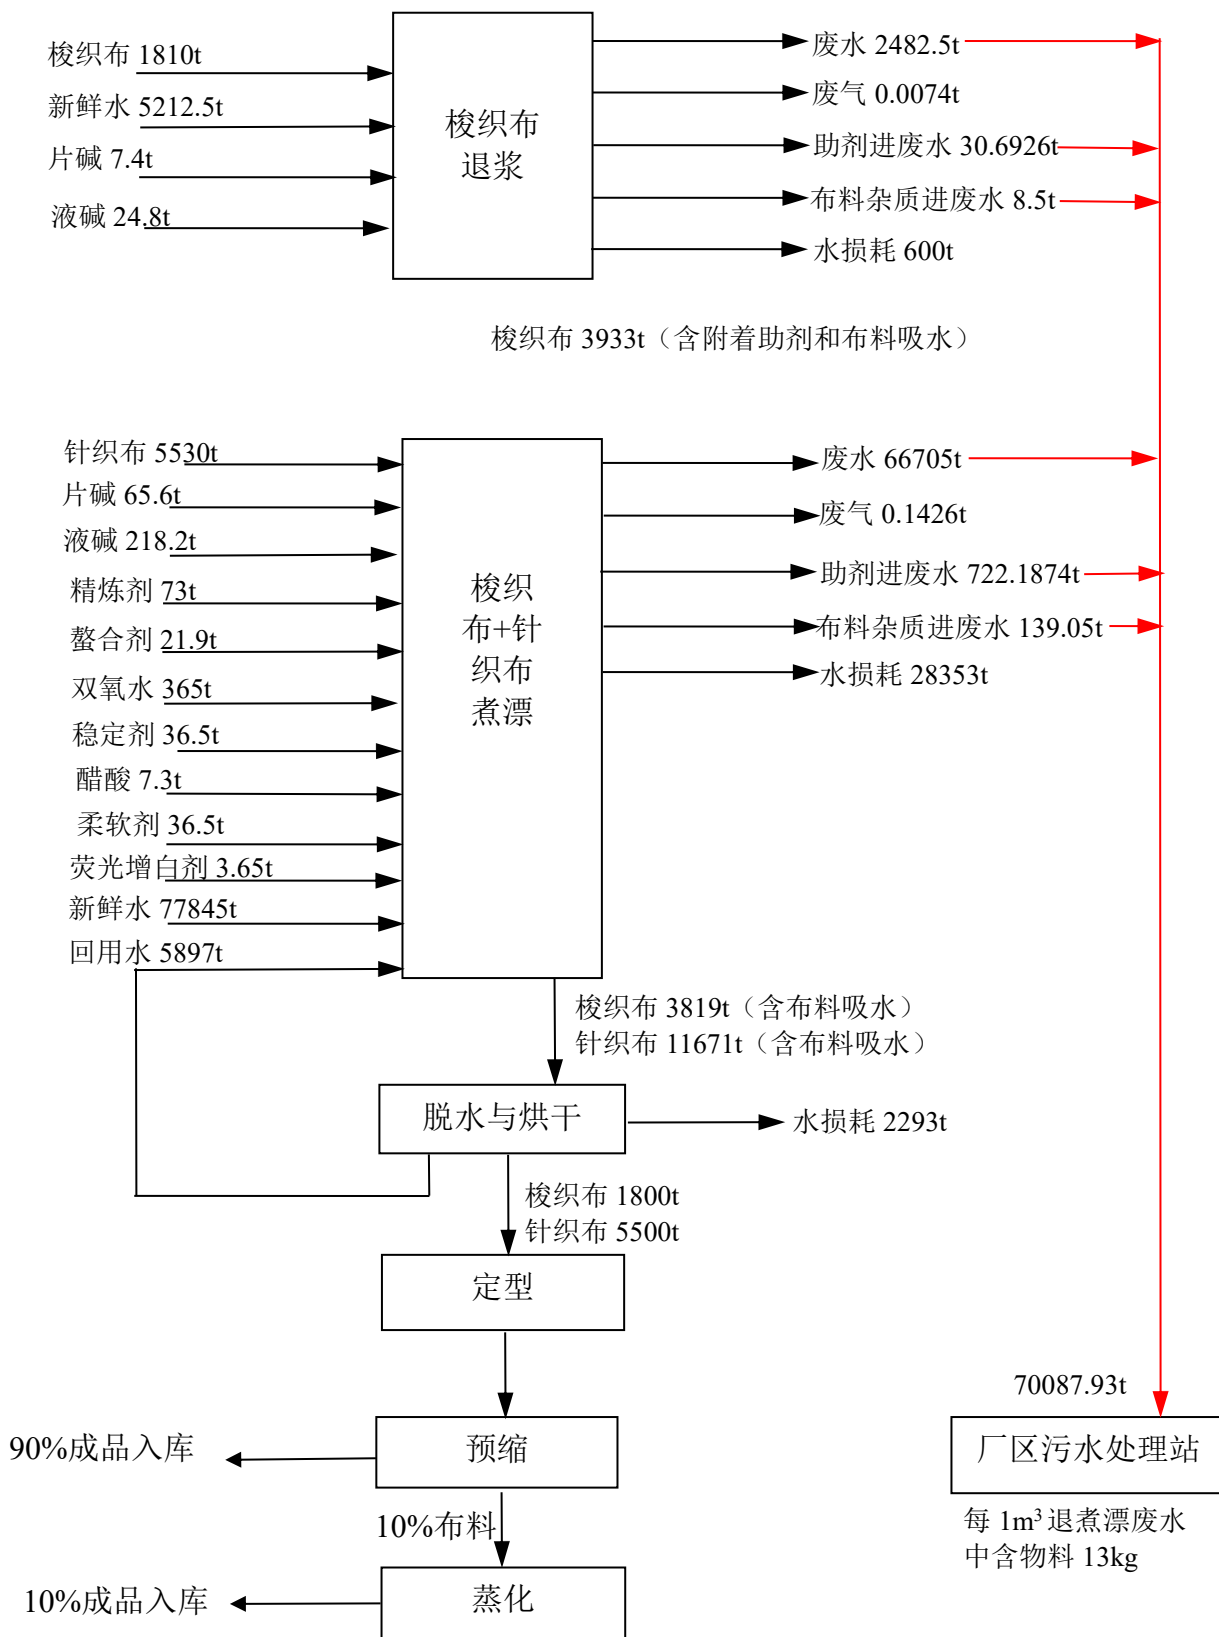 梭织布 1810t
新鲜水 5212.5t
片碱 7.4t
液碱 24.8t
梭织布
退浆
废水 2482.5t
废气 0.0074t
助剂进废水 30.6926t
布料杂质进废水 8.5t
水损耗 600t
梭织布 3933t（含附着助剂和布料吸水）
针织布 5530t
片碱 65.6t
液碱 218.2t
精炼剂 73t
螯合剂 21.9t
双氧水 365t
稳定剂 36.5t
醋酸 7.3t
柔软剂 36.5t
荧光增白剂 3.65t
新鲜水 77845t
回用水 5897t
梭织
布+针
织布
煮漂
废水 66705t
废气 0.1426t
助剂进废水 722.1874t
布料杂质进废水 139.05t
水损耗 28353t
梭织布 3819t（含布料吸水）
针织布 11671t（含布料吸水）
脱水与烘干
水损耗 2293t
梭织布 1800t
针织布 5500t
定型
预缩
90%成品入库
10%布料
蒸化
10%成品入库
70087.93t
厂区污水处理站
每 1m³ 退煮漂废水
中含物料 13kg